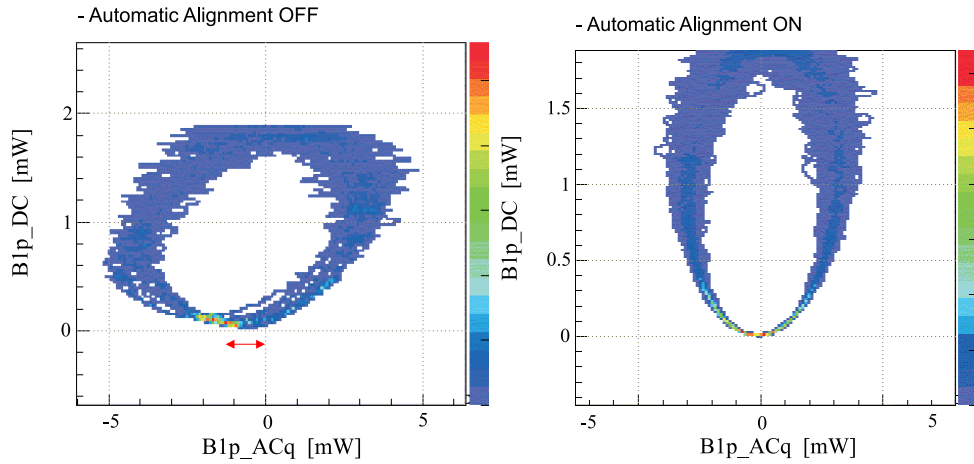 - Automatic Alignment OFF
B1p_DC [mW]
2
1
0
-5
0
5
B1p_ACq [mW]
- Automatic Alignment ON
B1p_DC [mW]
1.5
1
0.5
0
-5
0
5
B1p_ACq [mW]